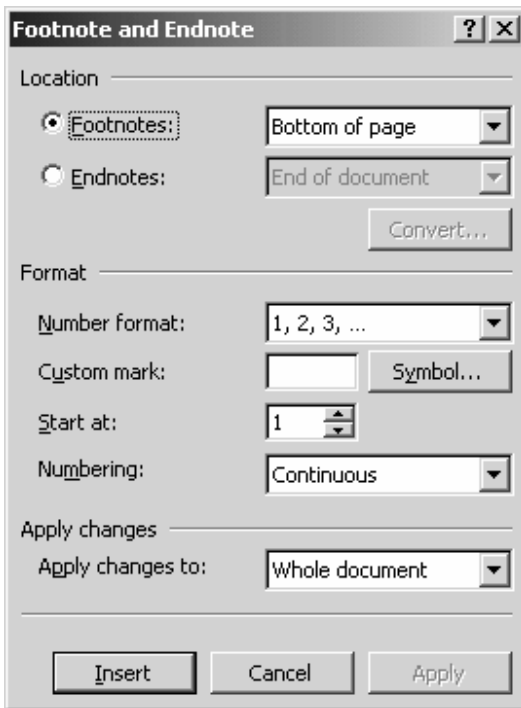 Footnote and Endnote
Location
Footnotes: Bottom of page
Endnotes: End of document
Convert...
Format
Number format: 1, 2, 3, ...
Custom mark: Symbol...
Start at: 1
Numbering: Continuous
Apply changes
Apply changes to: Whole document
Insert Cancel Apply